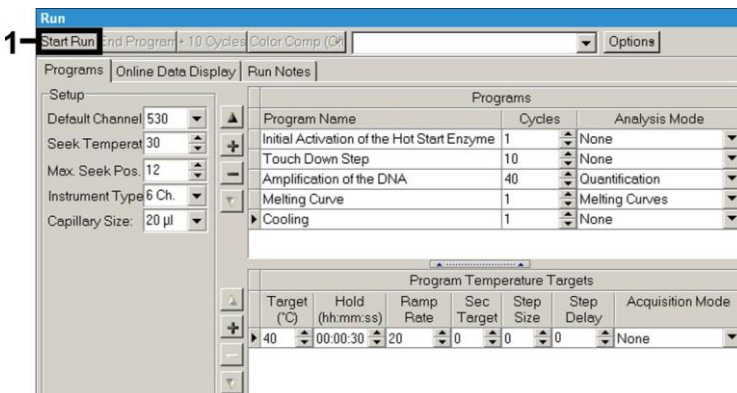 Run
1 Start Run End Program + 10 Cycles Color Comp (Off) Options
Programs Online Data Display Run Notes
Setup
Default Channel 530
Seek Temperat 30
Max. Seek Pos. 12
Instrument Type 6 Ch.
Capillary Size: 20 µl
Programs
Program Name Cycles Analysis Mode
Initial Activation of the Hot Start Enzyme 1 None
Touch Down Step 10 None
Amplification of the DNA 40 Quantification
Melting Curve 1 Melting Curves
Cooling 1 None
Program Temperature Targets
Target (°C) Hold (hh:mm:ss) Ramp Rate Sec Target Step Size Step Delay Acquisition Mode
40 00:00:30 20 0 0 0 None